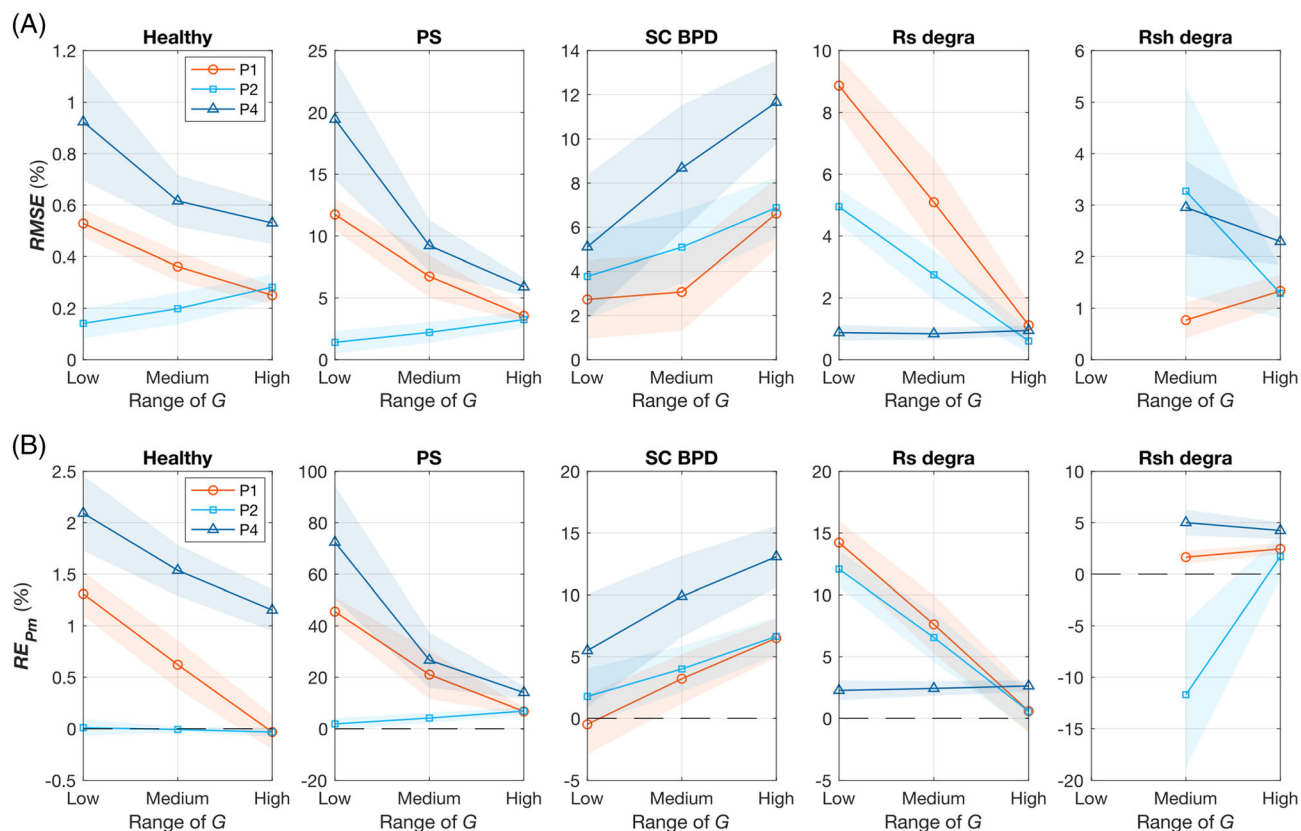 (A)
Healthy
PS
SC BPD
Rs degra
Rsh degra
RMSE (%)
1.2
1
0.8
0.6
0.4
0.2
0
P1
P2
P4
Low Medium High
Range of G
25
20
15
10
5
0
Low Medium High
Range of G
14
12
10
8
6
4
2
0
Low Medium High
Range of G
10
8
6
4
2
0
Low Medium High
Range of G
6
5
4
3
2
1
0
Low Medium High
Range of G
(B)
Healthy
PS
SC BPD
Rs degra
Rsh degra
RE_Pm (%)
2.5
2
1.5
1
0.5
0
-0.5
P1
P2
P4
Low Medium High
Range of G
100
80
60
40
20
0
-20
Low Medium High
Range of G
20
15
10
5
0
-5
Low Medium High
Range of G
20
15
10
5
0
-5
Low Medium High
Range of G
10
5
0
-5
-10
-15
-20
Low Medium High
Range of G